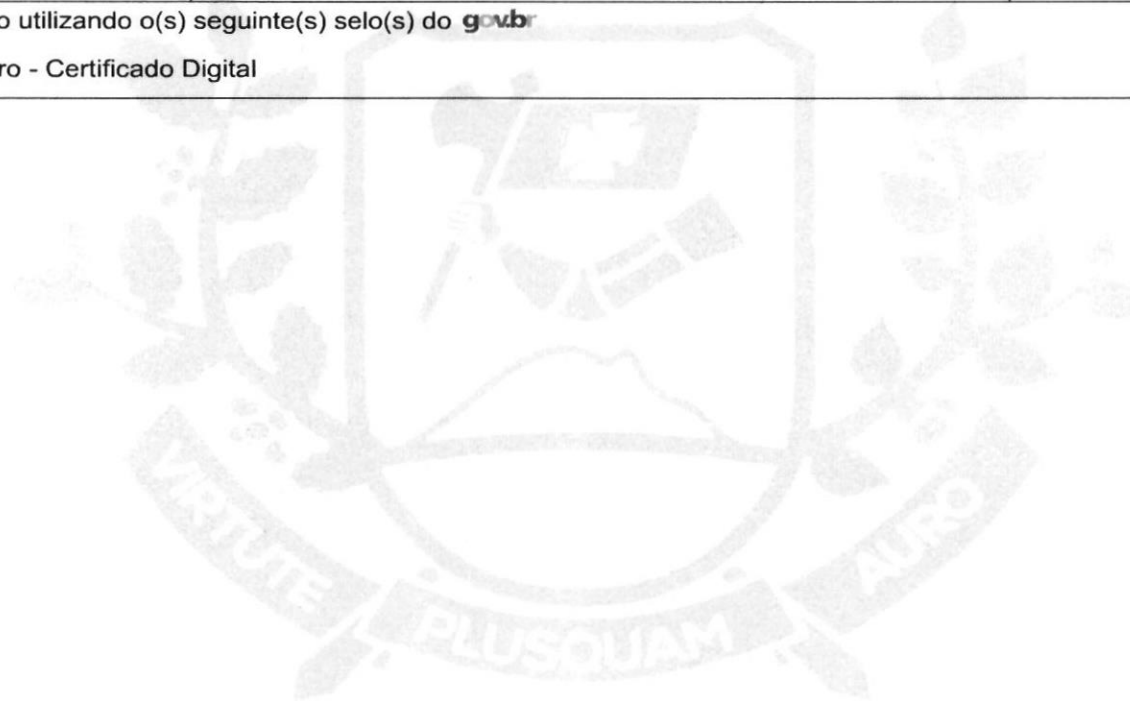 o utilizando o(s) seguinte(s) selo(s) do gov.br
ro - Certificado Digital
VIRTUTE
PLUSQUAM
AURO